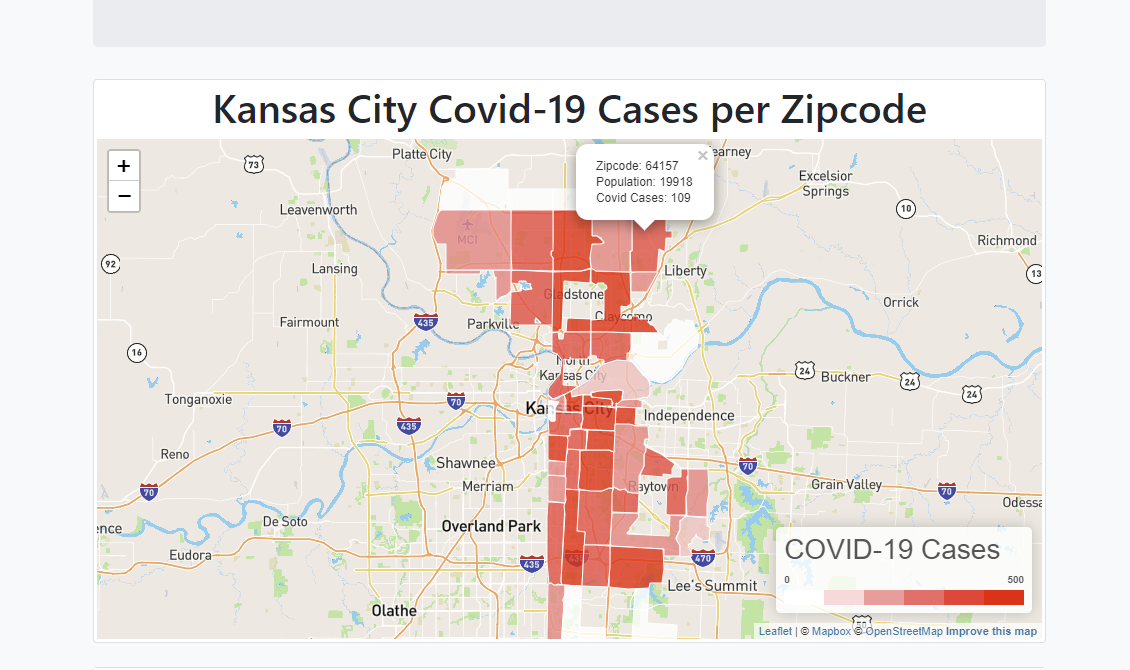 Kansas City Covid-19 Cases per Zipcode
+
−
Platte City
73
Zipcode: 64157
Population: 19918
Covid Cases: 109
×
earney
Excelsior
Springs
Leavenworth
10
MCI
Richmond
92
Lansing
Liberty
13
Gladstone
Orrick
Fairmount
435
Parkville
Claycomo
16
North
Kansas City
24
Buckner
24
24
Tonganoxie
70
Kansas City
Independence
70
435
Reno
Shawnee
70
Merriam
Raytown
Grain Valley
70
70
Odessa
ence
De Soto
Overland Park
Eudora
435
470
Lee's Summit
Olathe
COVID-19 Cases
0
500
50
Leaflet | © Mapbox © OpenStreetMap Improve this map